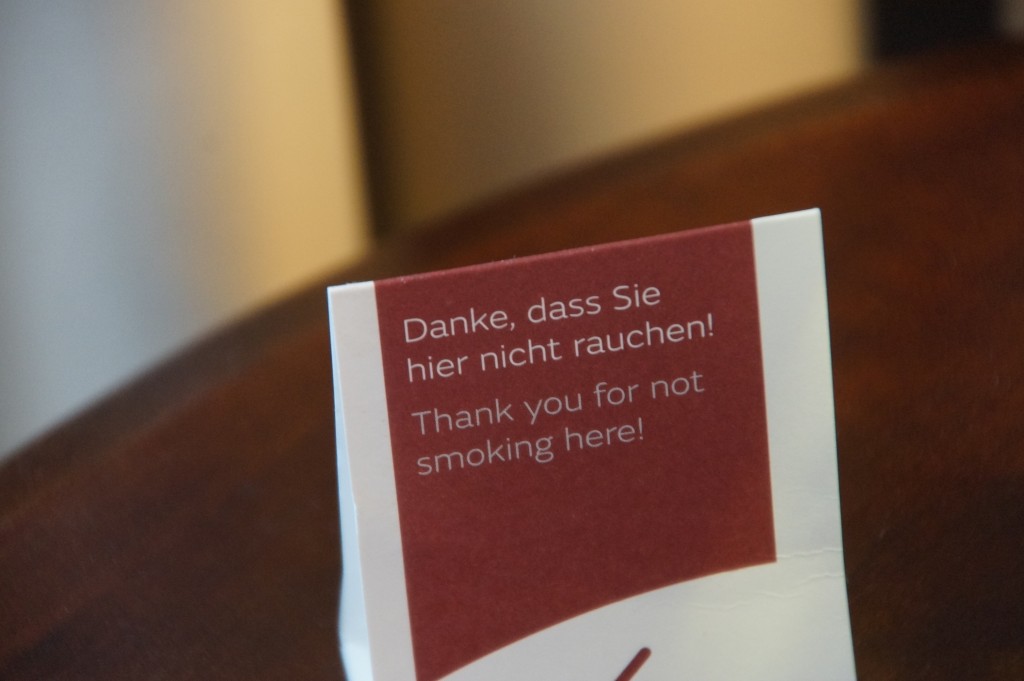 Danke, dass Sie
hier nicht rauchen!
Thank you for not
smoking here!